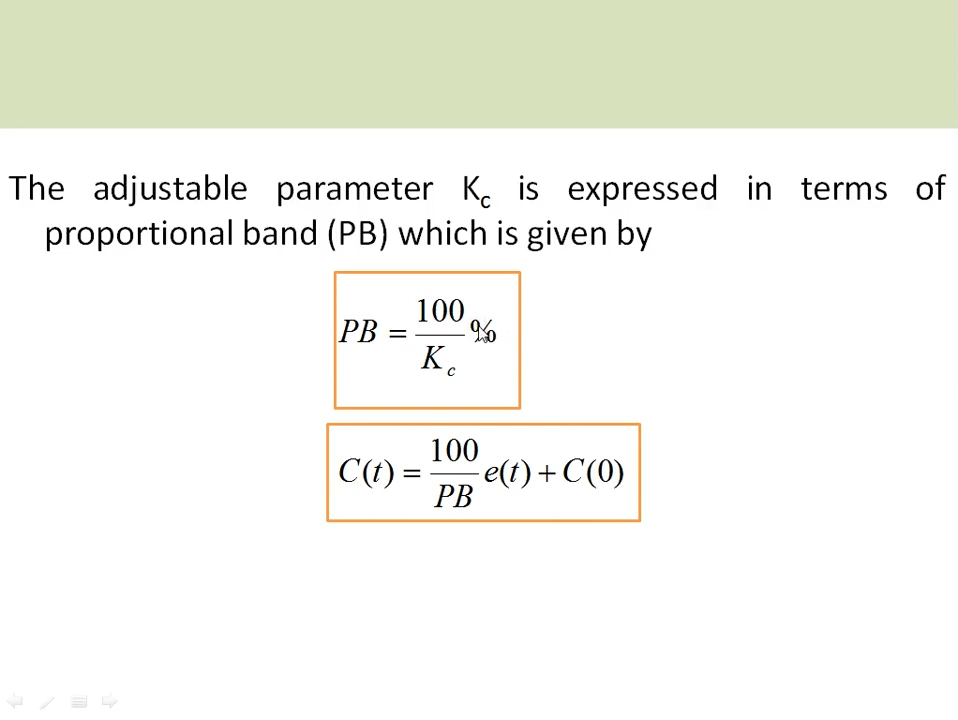 The adjustable parameter Kc is expressed in terms of
proportional band (PB) which is given by
PB = 100/Kc %
C(t) = 100/PB e(t) + C(0)